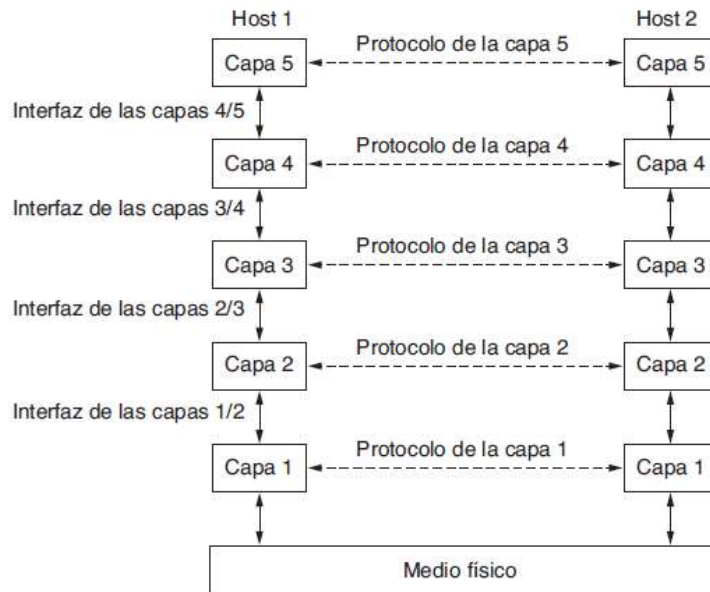 Host 1
Host 2
Capa 5
Protocolo de la capa 5
Capa 5
Interfaz de las capas 4/5
Capa 4
Protocolo de la capa 4
Capa 4
Interfaz de las capas 3/4
Capa 3
Protocolo de la capa 3
Capa 3
Interfaz de las capas 2/3
Capa 2
Protocolo de la capa 2
Capa 2
Interfaz de las capas 1/2
Capa 1
Protocolo de la capa 1
Capa 1
Medio físico